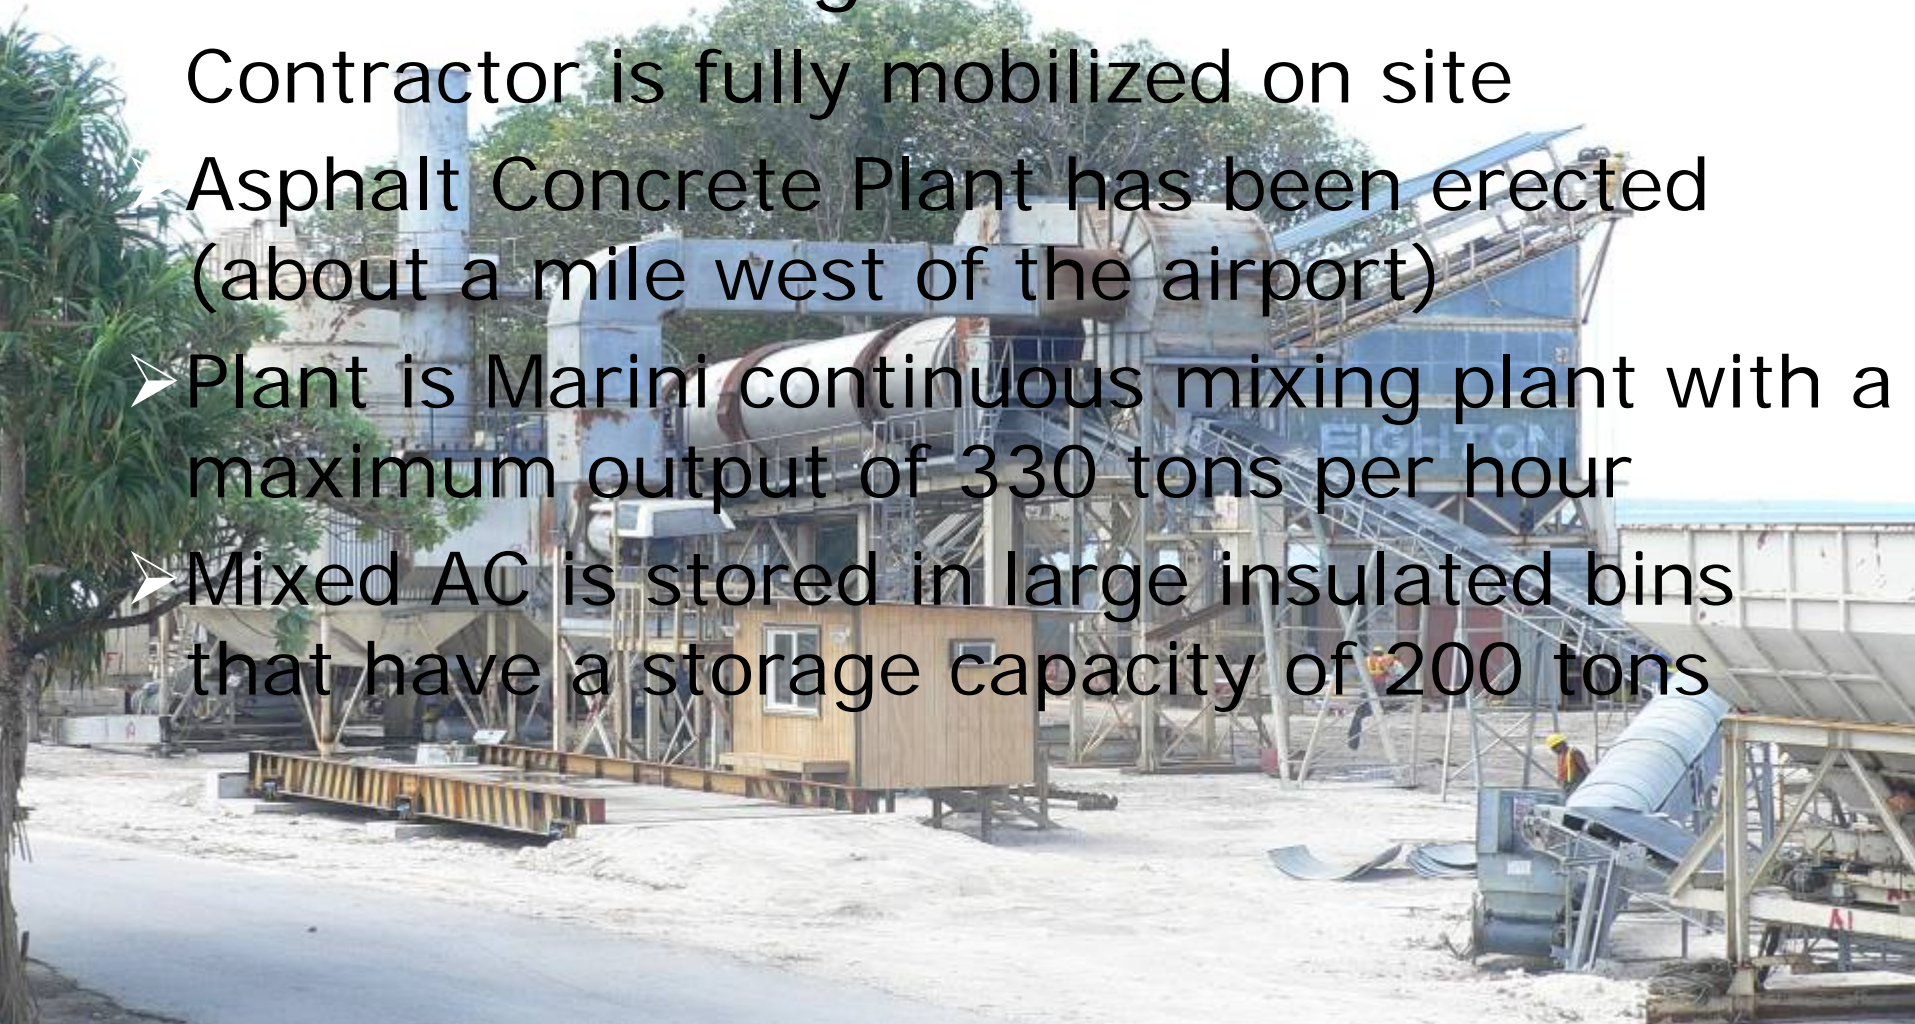 Contractor is fully mobilized on site
Asphalt Concrete Plant has been erected
(about a mile west of the airport)
Plant is Marini continuous mixing plant with a
maximum output of 330 tons per hour
EIGHTON
Mixed AC is stored in large insulated bins
that have a storage capacity of 200 tons